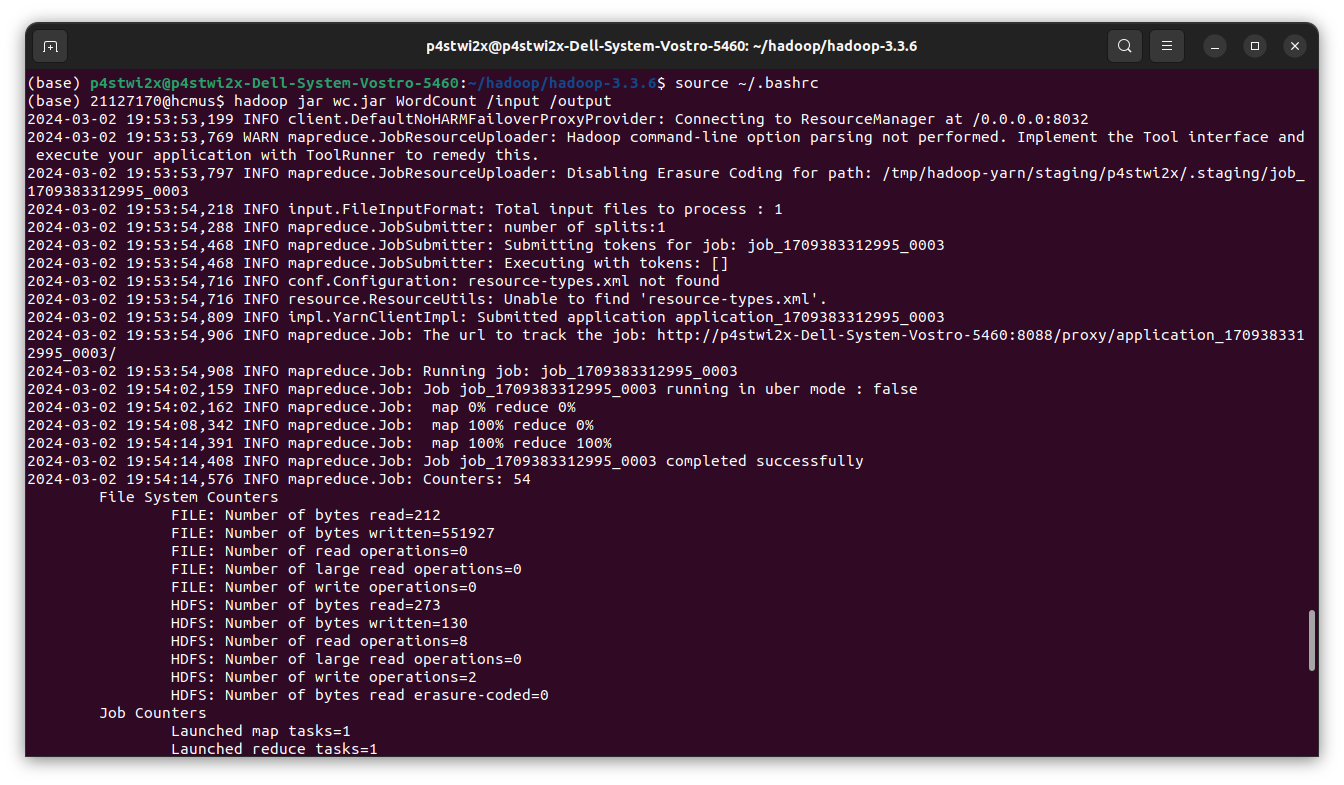 p4stwi2x@p4stwi2x-Dell-System-Vostro-5460: ~/hadoop/hadoop-3.3.6
(base) p4stwi2x@p4stwi2x-Dell-System-Vostro-5460:~/hadoop/hadoop-3.3.6$ source ~/.bashrc
(base) 21127170@hcmus$ hadoop jar wc.jar WordCount /input /output
2024-03-02 19:53:53,199 INFO client.DefaultNoHARMFailoverProxyProvider: Connecting to ResourceManager at /0.0.0.0:8032
2024-03-02 19:53:53,769 WARN mapreduce.JobResourceUploader: Hadoop command-line option parsing not performed. Implement the Tool interface and
 execute your application with ToolRunner to remedy this.
2024-03-02 19:53:53,797 INFO mapreduce.JobResourceUploader: Disabling Erasure Coding for path: /tmp/hadoop-yarn/staging/p4stwi2x/.staging/job_
1709383312995_0003
2024-03-02 19:53:54,218 INFO input.FileInputFormat: Total input files to process : 1
2024-03-02 19:53:54,288 INFO mapreduce.JobSubmitter: number of splits:1
2024-03-02 19:53:54,468 INFO mapreduce.JobSubmitter: Submitting tokens for job: job_1709383312995_0003
2024-03-02 19:53:54,468 INFO mapreduce.JobSubmitter: Executing with tokens: []
2024-03-02 19:53:54,716 INFO conf.Configuration: resource-types.xml not found
2024-03-02 19:53:54,716 INFO resource.ResourceUtils: Unable to find 'resource-types.xml'.
2024-03-02 19:53:54,809 INFO impl.YarnClientImpl: Submitted application application_1709383312995_0003
2024-03-02 19:53:54,906 INFO mapreduce.Job: The url to track the job: http://p4stwi2x-Dell-System-Vostro-5460:8088/proxy/application_170938331
2995_0003/
2024-03-02 19:53:54,908 INFO mapreduce.Job: Running job: job_1709383312995_0003
2024-03-02 19:54:02,159 INFO mapreduce.Job: Job job_1709383312995_0003 running in uber mode : false
2024-03-02 19:54:02,162 INFO mapreduce.Job:  map 0% reduce 0%
2024-03-02 19:54:08,342 INFO mapreduce.Job:  map 100% reduce 0%
2024-03-02 19:54:14,391 INFO mapreduce.Job:  map 100% reduce 100%
2024-03-02 19:54:14,408 INFO mapreduce.Job: Job job_1709383312995_0003 completed successfully
2024-03-02 19:54:14,576 INFO mapreduce.Job: Counters: 54
        File System Counters
                FILE: Number of bytes read=212
                FILE: Number of bytes written=551927
                FILE: Number of read operations=0
                FILE: Number of large read operations=0
                FILE: Number of write operations=0
                HDFS: Number of bytes read=273
                HDFS: Number of bytes written=130
                HDFS: Number of read operations=8
                HDFS: Number of large read operations=0
                HDFS: Number of write operations=2
                HDFS: Number of bytes read erasure-coded=0
        Job Counters
                Launched map tasks=1
                Launched reduce tasks=1